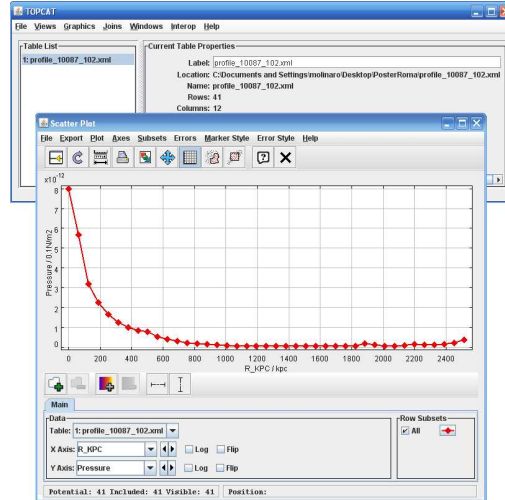 TOPCAT
File Views Graphics Joins Windows Interop Help
Table List
1: profile_10087_102.xml
Current Table Properties
Label: profile_10087_102.xml
Location: C:\Documents and Settings\molinaro\Desktop\PosterRoma\profile_10087_102.xml
Name: profile_10087_102.xml
Rows: 41
Columns: 12
Scatter Plot
File Export Plot Axes Subsets Errors Marker Style Error Style Help
x10⁻¹²
8
7
6
5
4
3
2
1
0
Pressure / 0.1N/m2
0 200 400 600 800 1000 1200 1400 1600 1800 2000 2200 2400
R_KPC / kpc
Main
Data
Table: 1: profile_10087_102.xml
X Axis: R_KPC Log Flip
Y Axis: Pressure Log Flip
Row Subsets
All
Potential: 41 Included: 41 Visible: 41 Position: